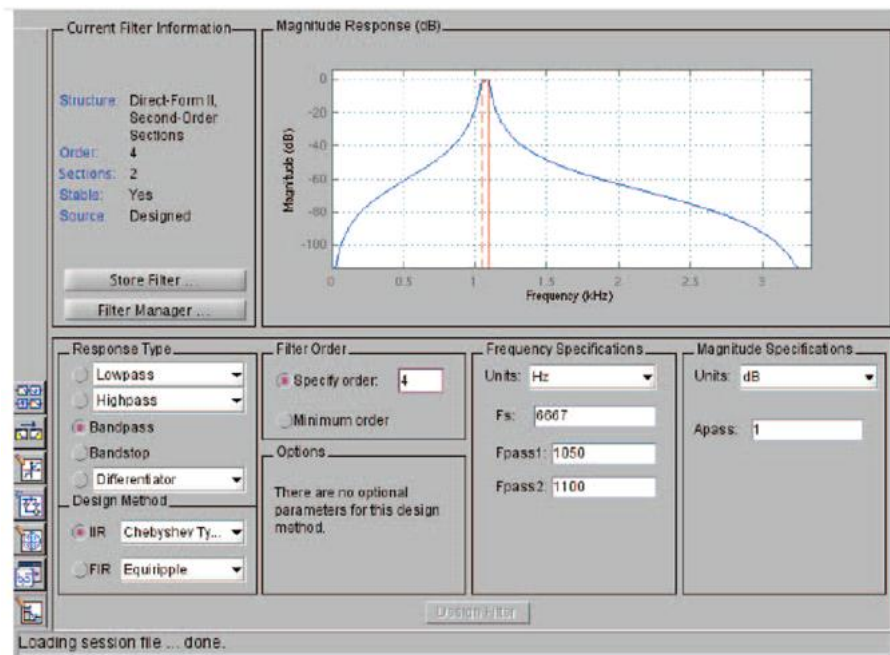 Current Filter Information
Structure: Direct-Form II,
Second-Order
Sections
Order: 4
Sections: 2
Stable: Yes
Source: Designed
Store Filter ...
Filter Manager ...
Magnitude Response (dB)
Magnitude (dB)
0
-20
-40
-60
-80
-100
0 0.5 1 1.5 2 2.5 3
Frequency (kHz)
Response Type
Lowpass
Highpass
Bandpass
Bandstop
Differentiator
Design Method
IIR Chebyshev Ty...
FIR Equiripple
Filter Order
Specify order: 4
Minimum order
Options
There are no optional
parameters for this design
method.
Frequency Specifications
Units: Hz
Fs: 6667
Fpass1: 1050
Fpass2: 1100
Magnitude Specifications
Units: dB
Apass: 1
Design Filter
Loading session file ... done.